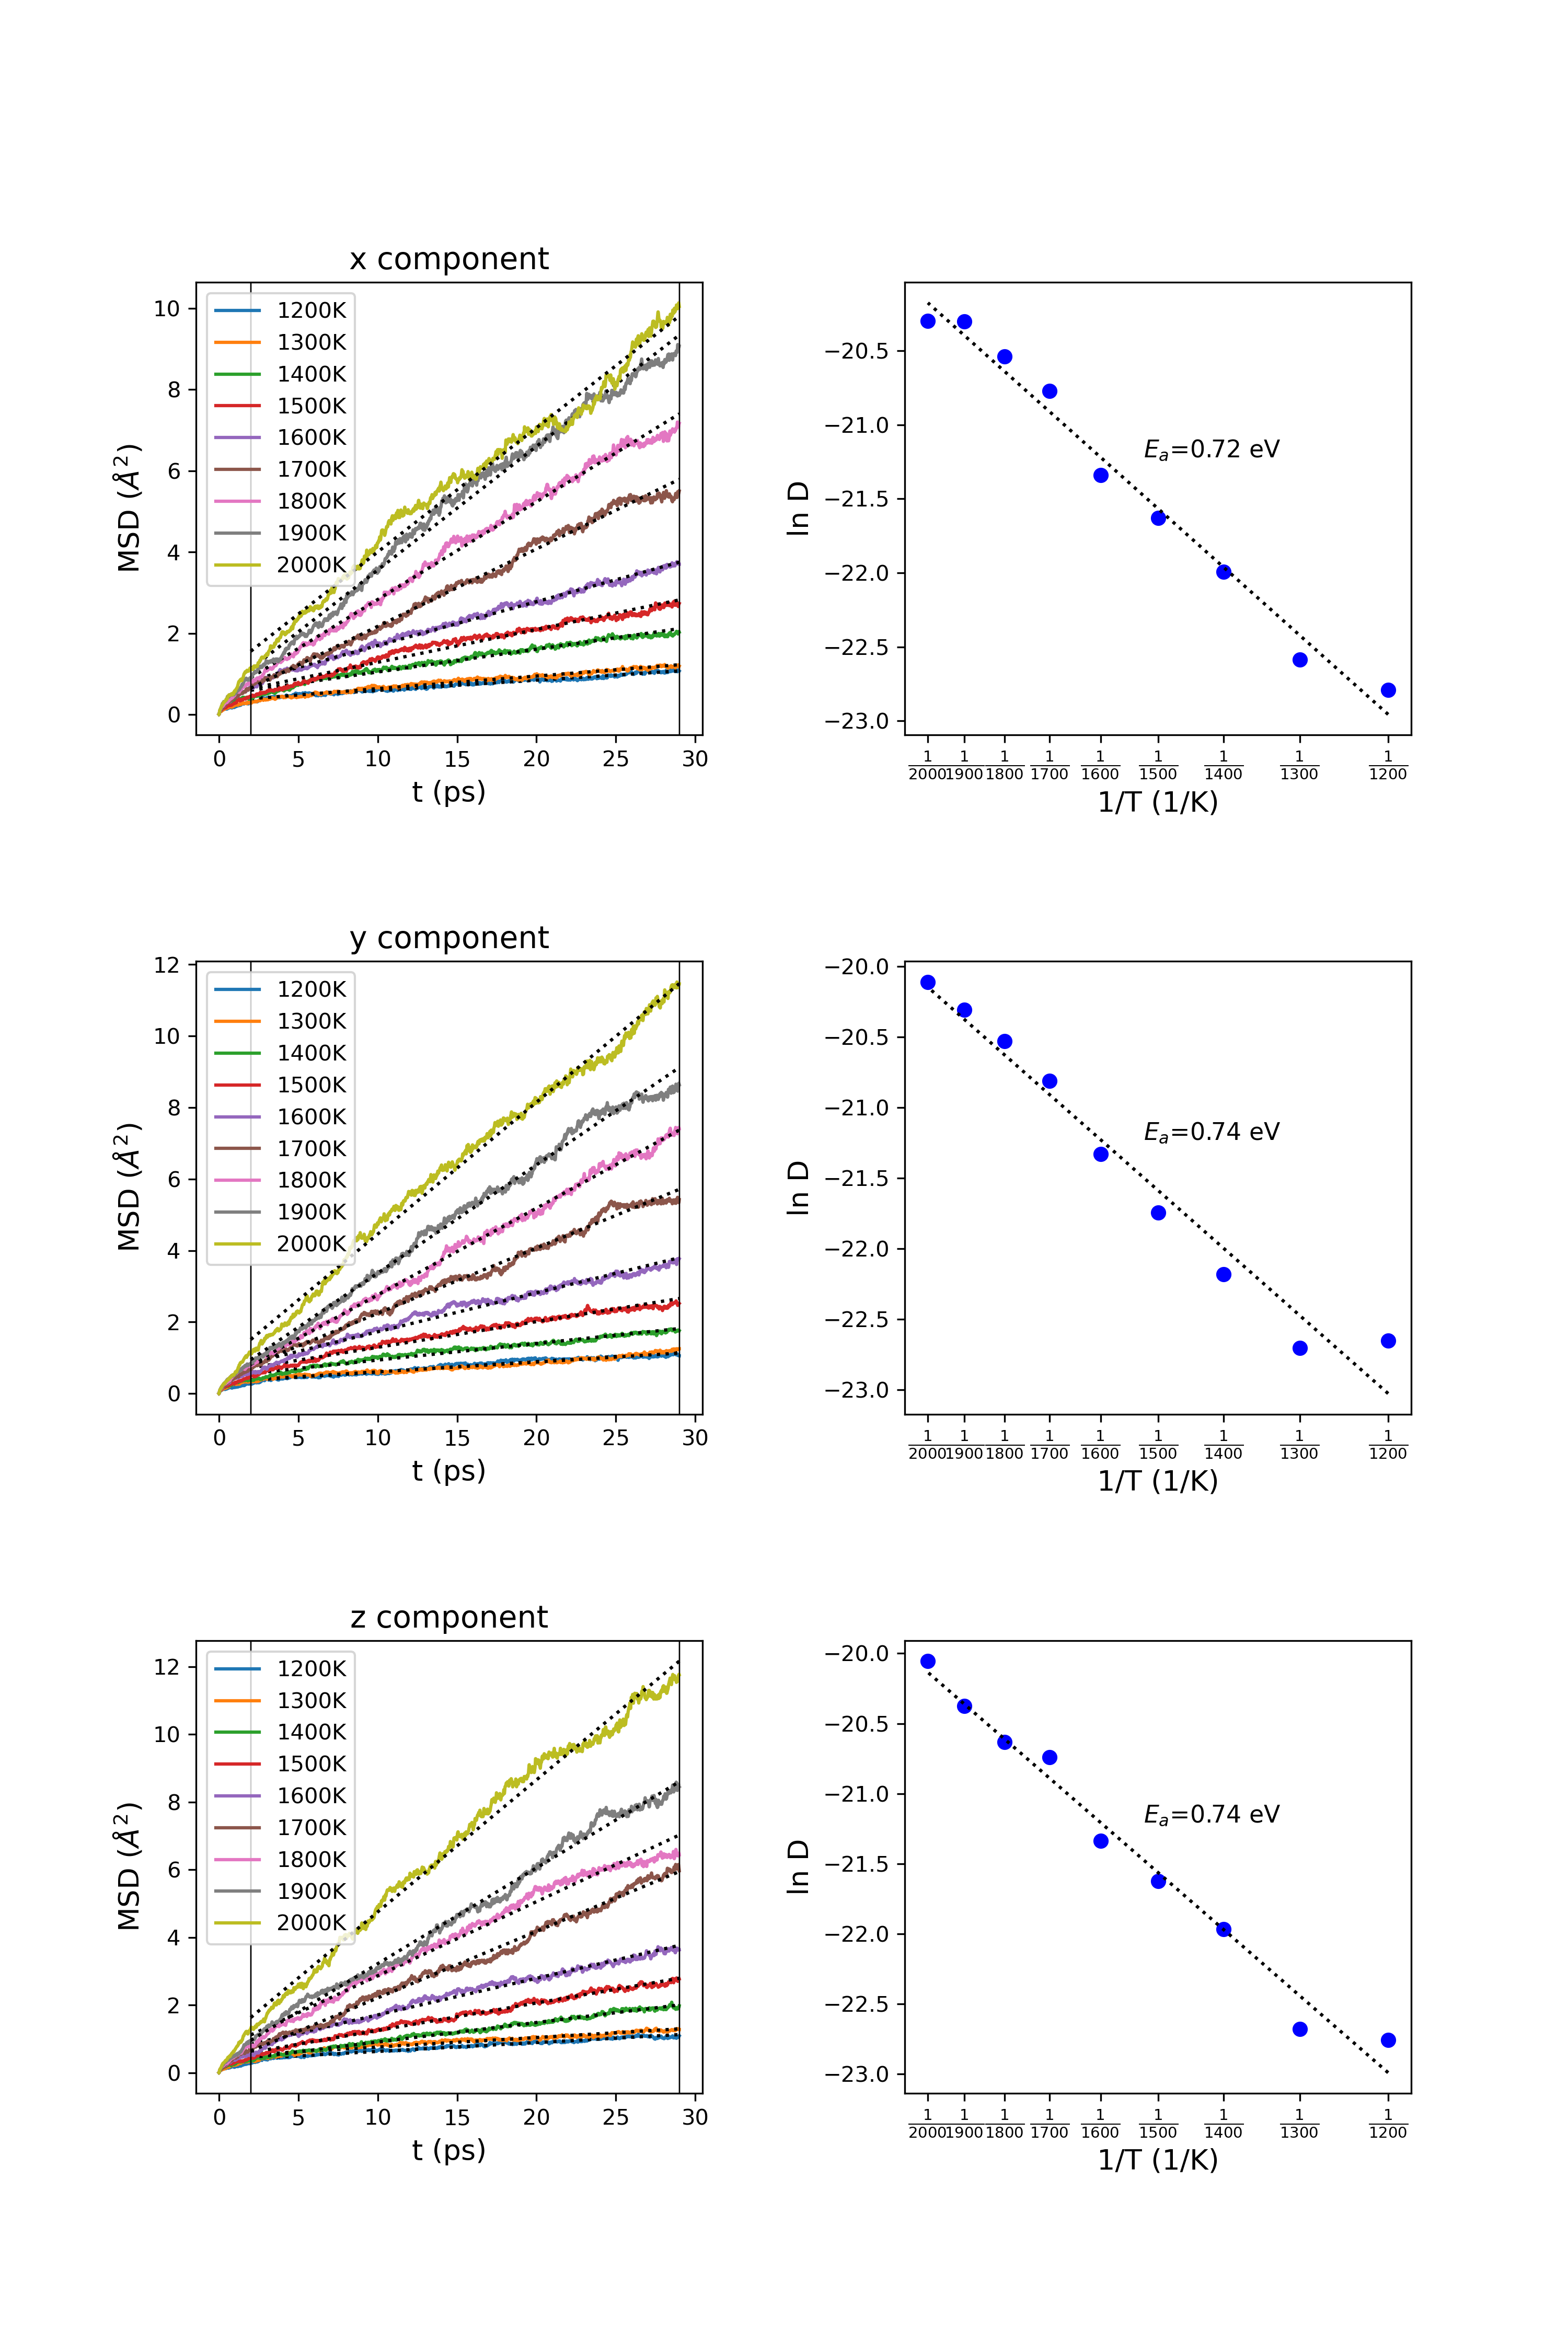 x component
MSD (Å²)
10
8
6
4
2
0
1200K
1300K
1400K
1500K
1600K
1700K
1800K
1900K
2000K
0 5 10 15 20 25 30
t (ps)
ln D
−20.5
−21.0
−21.5
−22.0
−22.5
−23.0
Eₐ=0.72 eV
1/2000 1/1900 1/1800 1/1700 1/1600 1/1500 1/1400 1/1300 1/1200
1/T (1/K)
y component
MSD (Å²)
12
10
8
6
4
2
0
1200K
1300K
1400K
1500K
1600K
1700K
1800K
1900K
2000K
0 5 10 15 20 25 30
t (ps)
ln D
−20.0
−20.5
−21.0
−21.5
−22.0
−22.5
−23.0
Eₐ=0.74 eV
1/2000 1/1900 1/1800 1/1700 1/1600 1/1500 1/1400 1/1300 1/1200
1/T (1/K)
z component
MSD (Å²)
12
10
8
6
4
2
0
1200K
1300K
1400K
1500K
1600K
1700K
1800K
1900K
2000K
0 5 10 15 20 25 30
t (ps)
ln D
−20.0
−20.5
−21.0
−21.5
−22.0
−22.5
−23.0
Eₐ=0.74 eV
1/2000 1/1900 1/1800 1/1700 1/1600 1/1500 1/1400 1/1300 1/1200
1/T (1/K)